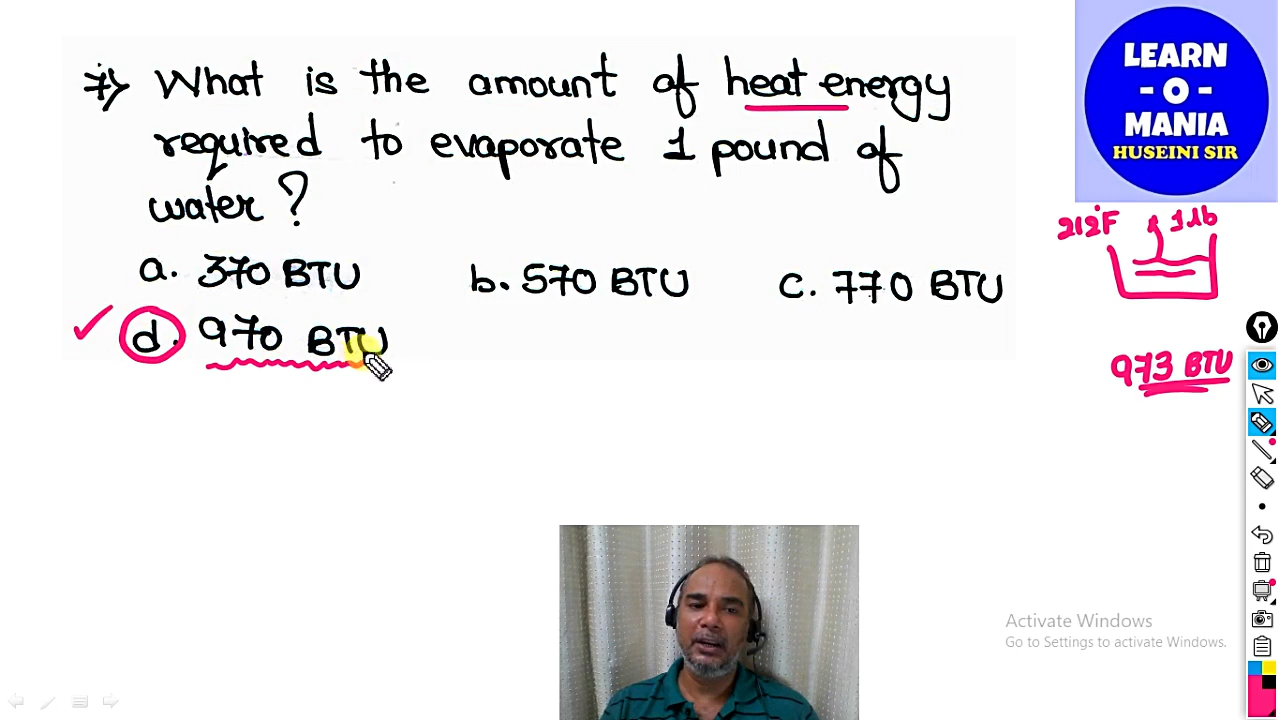 7) What is the amount of heat energy
required to evaporate 1 pound of
water ?
a. 370 BTU b. 570 BTU c. 770 BTU
d. 970 BTU
LEARN
- O -
MANIA
HUSEINI SIR
212°F 1 lb
973 BTU
Activate Windows
Go to Settings to activate Windows.